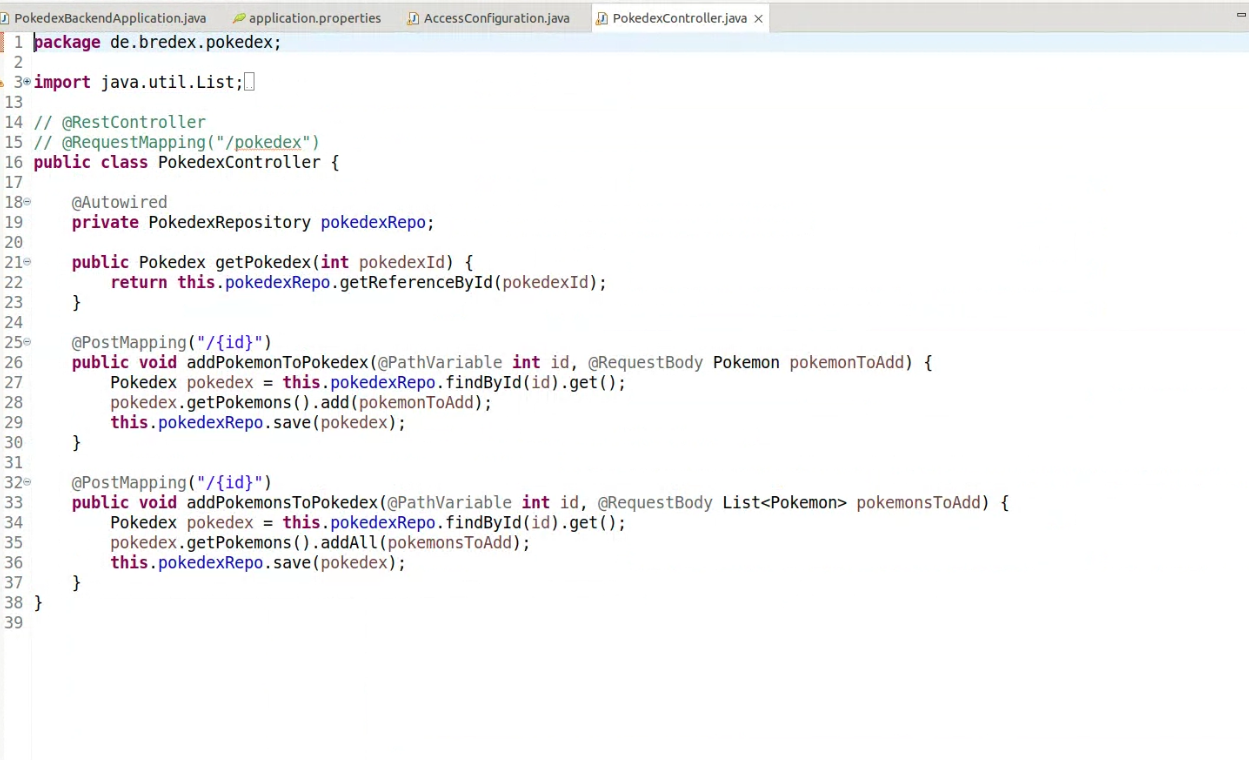 PokedexBackendApplication.java application.properties AccessConfiguration.java PokedexController.java
1 package de.bredex.pokedex;
2
3 import java.util.List;
13
14 // @RestController
15 // @RequestMapping("/pokedex")
16 public class PokedexController {
17
18 @Autowired
19 private PokedexRepository pokedexRepo;
20
21 public Pokedex getPokedex(int pokedexId) {
22 return this.pokedexRepo.getReferenceById(pokedexId);
23 }
24
25 @PostMapping("/{id}")
26 public void addPokemonToPokedex(@PathVariable int id, @RequestBody Pokemon pokemonToAdd) {
27 Pokedex pokedex = this.pokedexRepo.findById(id).get();
28 pokedex.getPokemons().add(pokemonToAdd);
29 this.pokedexRepo.save(pokedex);
30 }
31
32 @PostMapping("/{id}")
33 public void addPokemonsToPokedex(@PathVariable int id, @RequestBody List<Pokemon> pokemonsToAdd) {
34 Pokedex pokedex = this.pokedexRepo.findById(id).get();
35 pokedex.getPokemons().addAll(pokemonsToAdd);
36 this.pokedexRepo.save(pokedex);
37 }
38 }
39